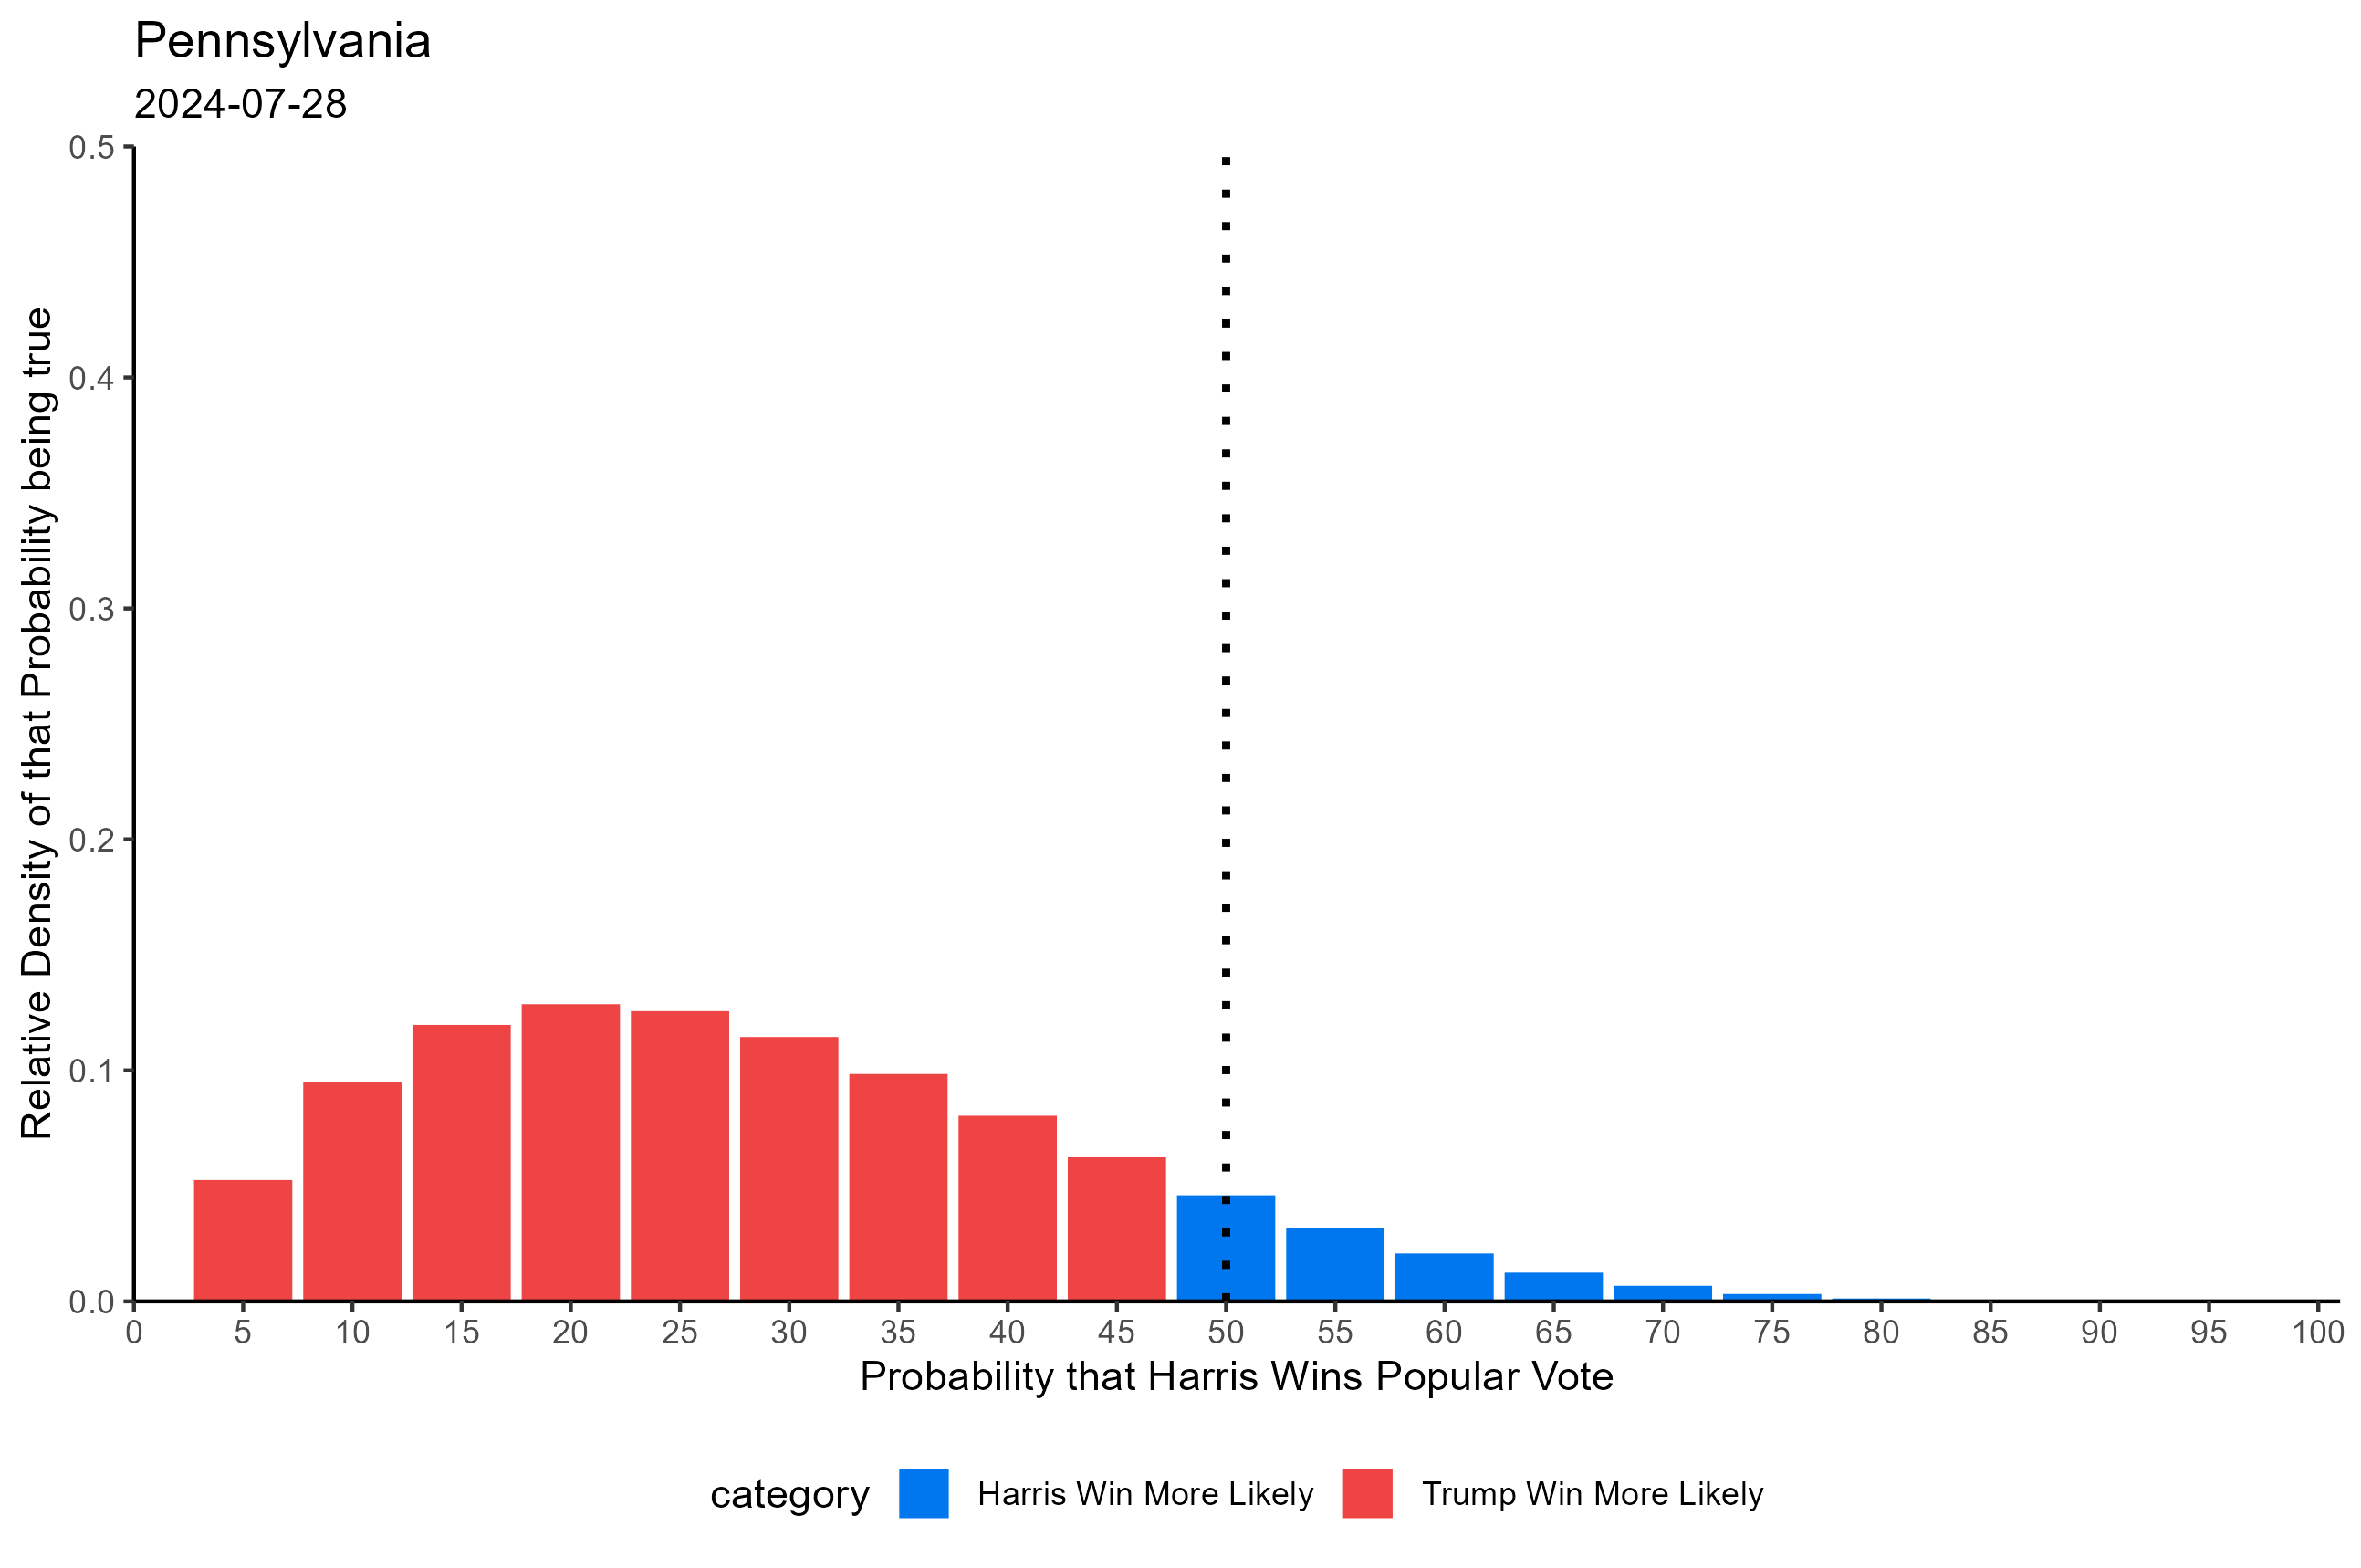 Pennsylvania
2024-07-28
Relative Density of that Probability being true
0.5
0.4
0.3
0.2
0.1
0.0
0 5 10 15 20 25 30 35 40 45 50 55 60 65 70 75 80 85 90 95 100
Probability that Harris Wins Popular Vote
category Harris Win More Likely Trump Win More Likely